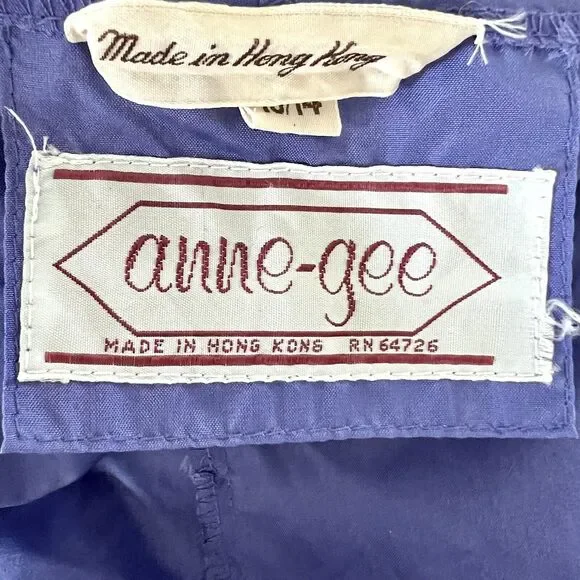 Made in Hong Kong
anne-gee
MADE IN HONG KONG RN 64726